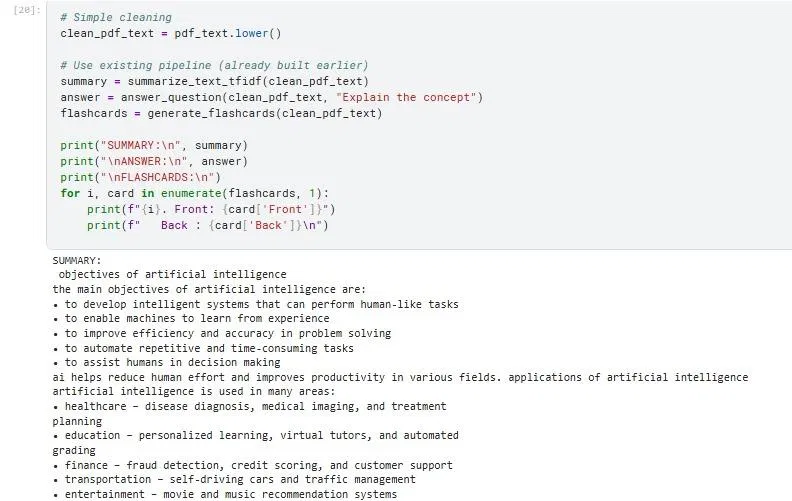 [20]:
# Simple cleaning
clean_pdf_text = pdf_text.lower()
# Use existing pipeline (already built earlier)
summary = summarize_text_tfidf(clean_pdf_text)
answer = answer_question(clean_pdf_text, "Explain the concept")
flashcards = generate_flashcards(clean_pdf_text)
print("SUMMARY:\n", summary)
print("\nANSWER:\n", answer)
print("\nFLASHCARDS:\n")
for i, card in enumerate(flashcards, 1):
    print(f"{i}. Front: {card['Front']}")
    print(f"   Back : {card['Back']}\n")
SUMMARY:
 objectives of artificial intelligence
the main objectives of artificial intelligence are:
• to develop intelligent systems that can perform human-like tasks
• to enable machines to learn from experience
• to improve efficiency and accuracy in problem solving
• to automate repetitive and time-consuming tasks
• to assist humans in decision making
ai helps reduce human effort and improves productivity in various fields. applications of artificial intelligence
artificial intelligence is used in many areas:
• healthcare – disease diagnosis, medical imaging, and treatment
planning
• education – personalized learning, virtual tutors, and automated
grading
• finance – fraud detection, credit scoring, and customer support
• transportation – self-driving cars and traffic management
• entertainment – movie and music recommendation systems